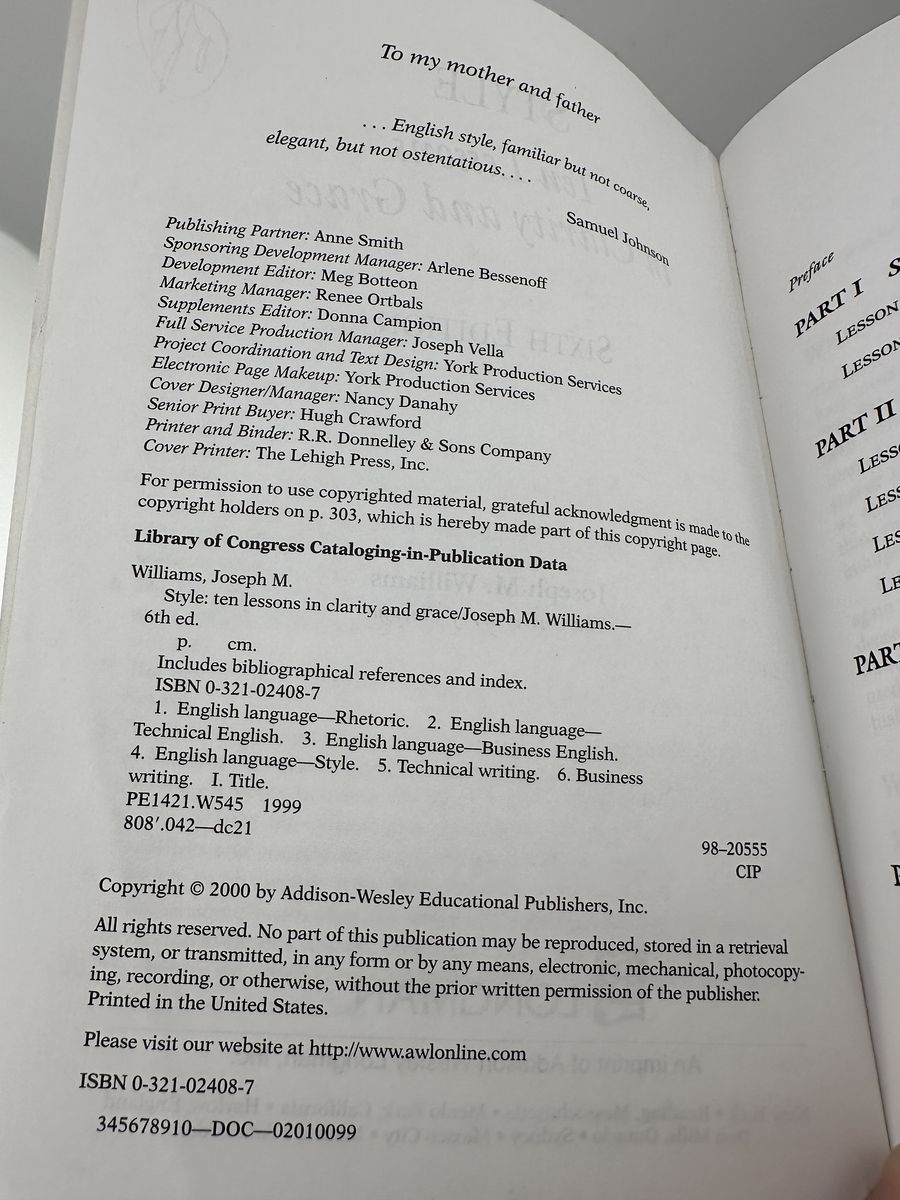 To my mother and father
. . . English style, familiar but not coarse,
elegant, but not ostentatious. . . .
Samuel Johnson
Publishing Partner: Anne Smith
Sponsoring Development Manager: Arlene Bessenoff
Development Editor: Meg Botteon
Marketing Manager: Renee Ortbals
Supplements Editor: Donna Campion
Full Service Production Manager: Joseph Vella
Project Coordination and Text Design: York Production Services
Electronic Page Makeup: York Production Services
Cover Designer/Manager: Nancy Danahy
Senior Print Buyer: Hugh Crawford
Printer and Binder: R.R. Donnelley & Sons Company
Cover Printer: The Lehigh Press, Inc.
For permission to use copyrighted material, grateful acknowledgment is made to the
copyright holders on p. 303, which is hereby made part of this copyright page.
Library of Congress Cataloging-in-Publication Data
Williams, Joseph M.
Style: ten lessons in clarity and grace/Joseph M. Williams.—
6th ed.
p. cm.
Includes bibliographical references and index.
ISBN 0-321-02408-7
1. English language—Rhetoric. 2. English language—
Technical English. 3. English language—Business English.
4. English language—Style. 5. Technical writing. 6. Business
writing. I. Title.
PE1421.W545 1999
808′.042—dc21
98–20555
CIP
Copyright © 2000 by Addison-Wesley Educational Publishers, Inc.
All rights reserved. No part of this publication may be reproduced, stored in a retrieval
system, or transmitted, in any form or by any means, electronic, mechanical, photocopy-
ing, recording, or otherwise, without the prior written permission of the publisher.
Printed in the United States.
Please visit our website at http://www.awlonline.com
ISBN 0-321-02408-7
345678910—DOC—02010099
Preface
PART I S
LESSON
LESSON
PART II
LESS
LESS
LES
LE
PART